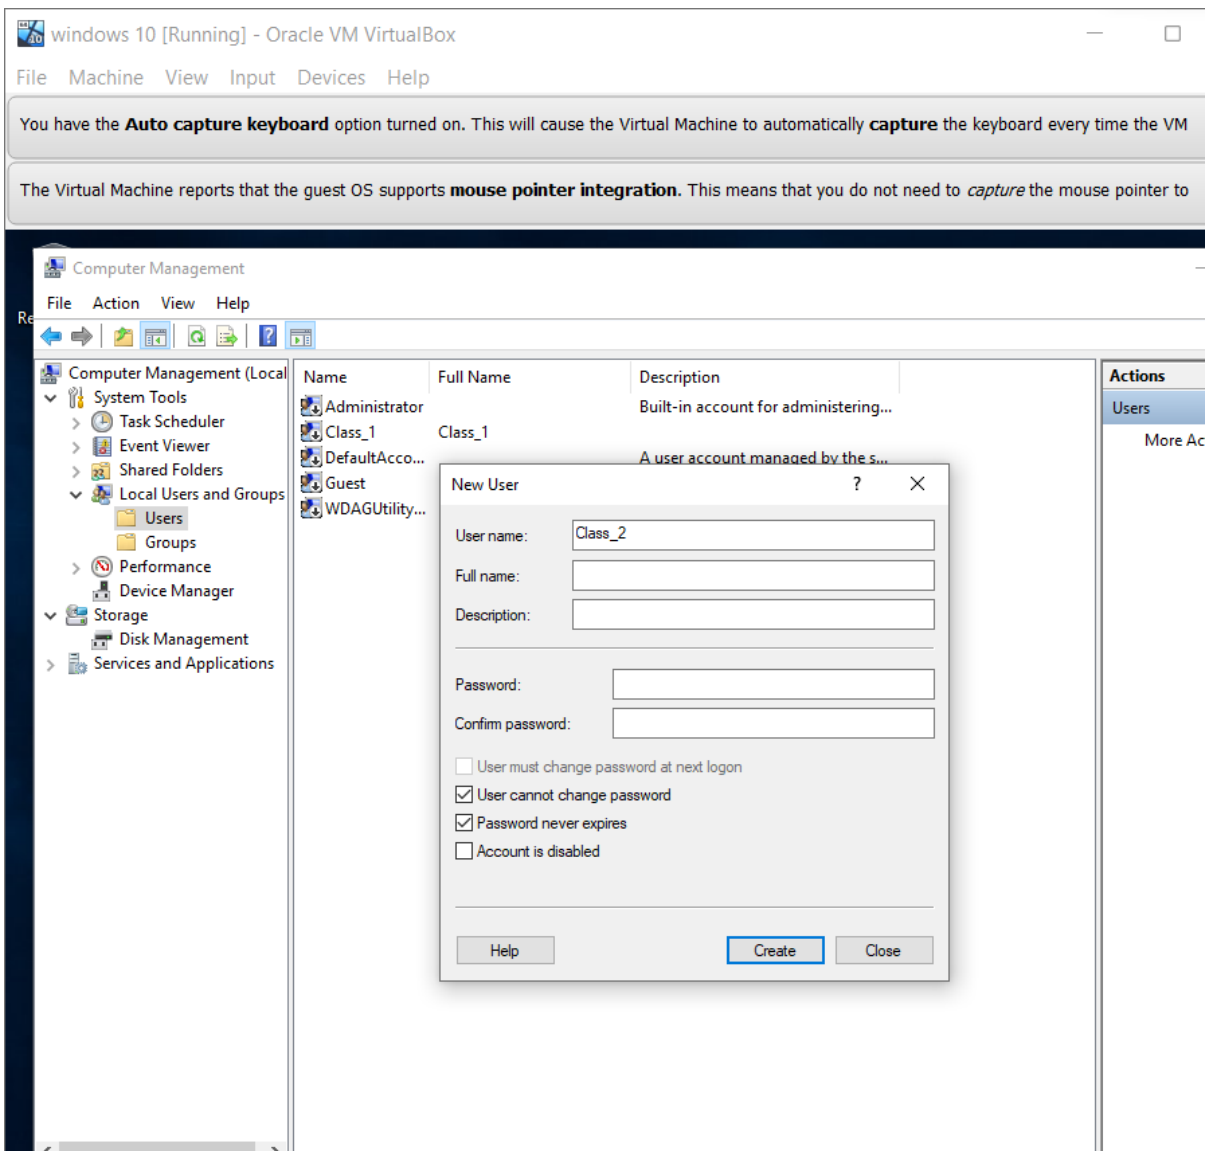 windows 10 [Running] - Oracle VM VirtualBox
File Machine View Input Devices Help
You have the Auto capture keyboard option turned on. This will cause the Virtual Machine to automatically capture the keyboard every time the VM
The Virtual Machine reports that the guest OS supports mouse pointer integration. This means that you do not need to capture the mouse pointer to
Re
Computer Management
File Action View Help
Computer Management (Local
System Tools
Task Scheduler
Event Viewer
Shared Folders
Local Users and Groups
Users
Groups
Performance
Device Manager
Storage
Disk Management
Services and Applications
Name Full Name Description
Administrator Built-in account for administering...
Class_1 Class_1
DefaultAcco... A user account managed by the s...
Guest
WDAGUtility...
New User
?
User name: Class_2
Full name:
Description:
Password:
Confirm password:
User must change password at next logon
User cannot change password
Password never expires
Account is disabled
Help Create Close
Actions
Users
More Ac